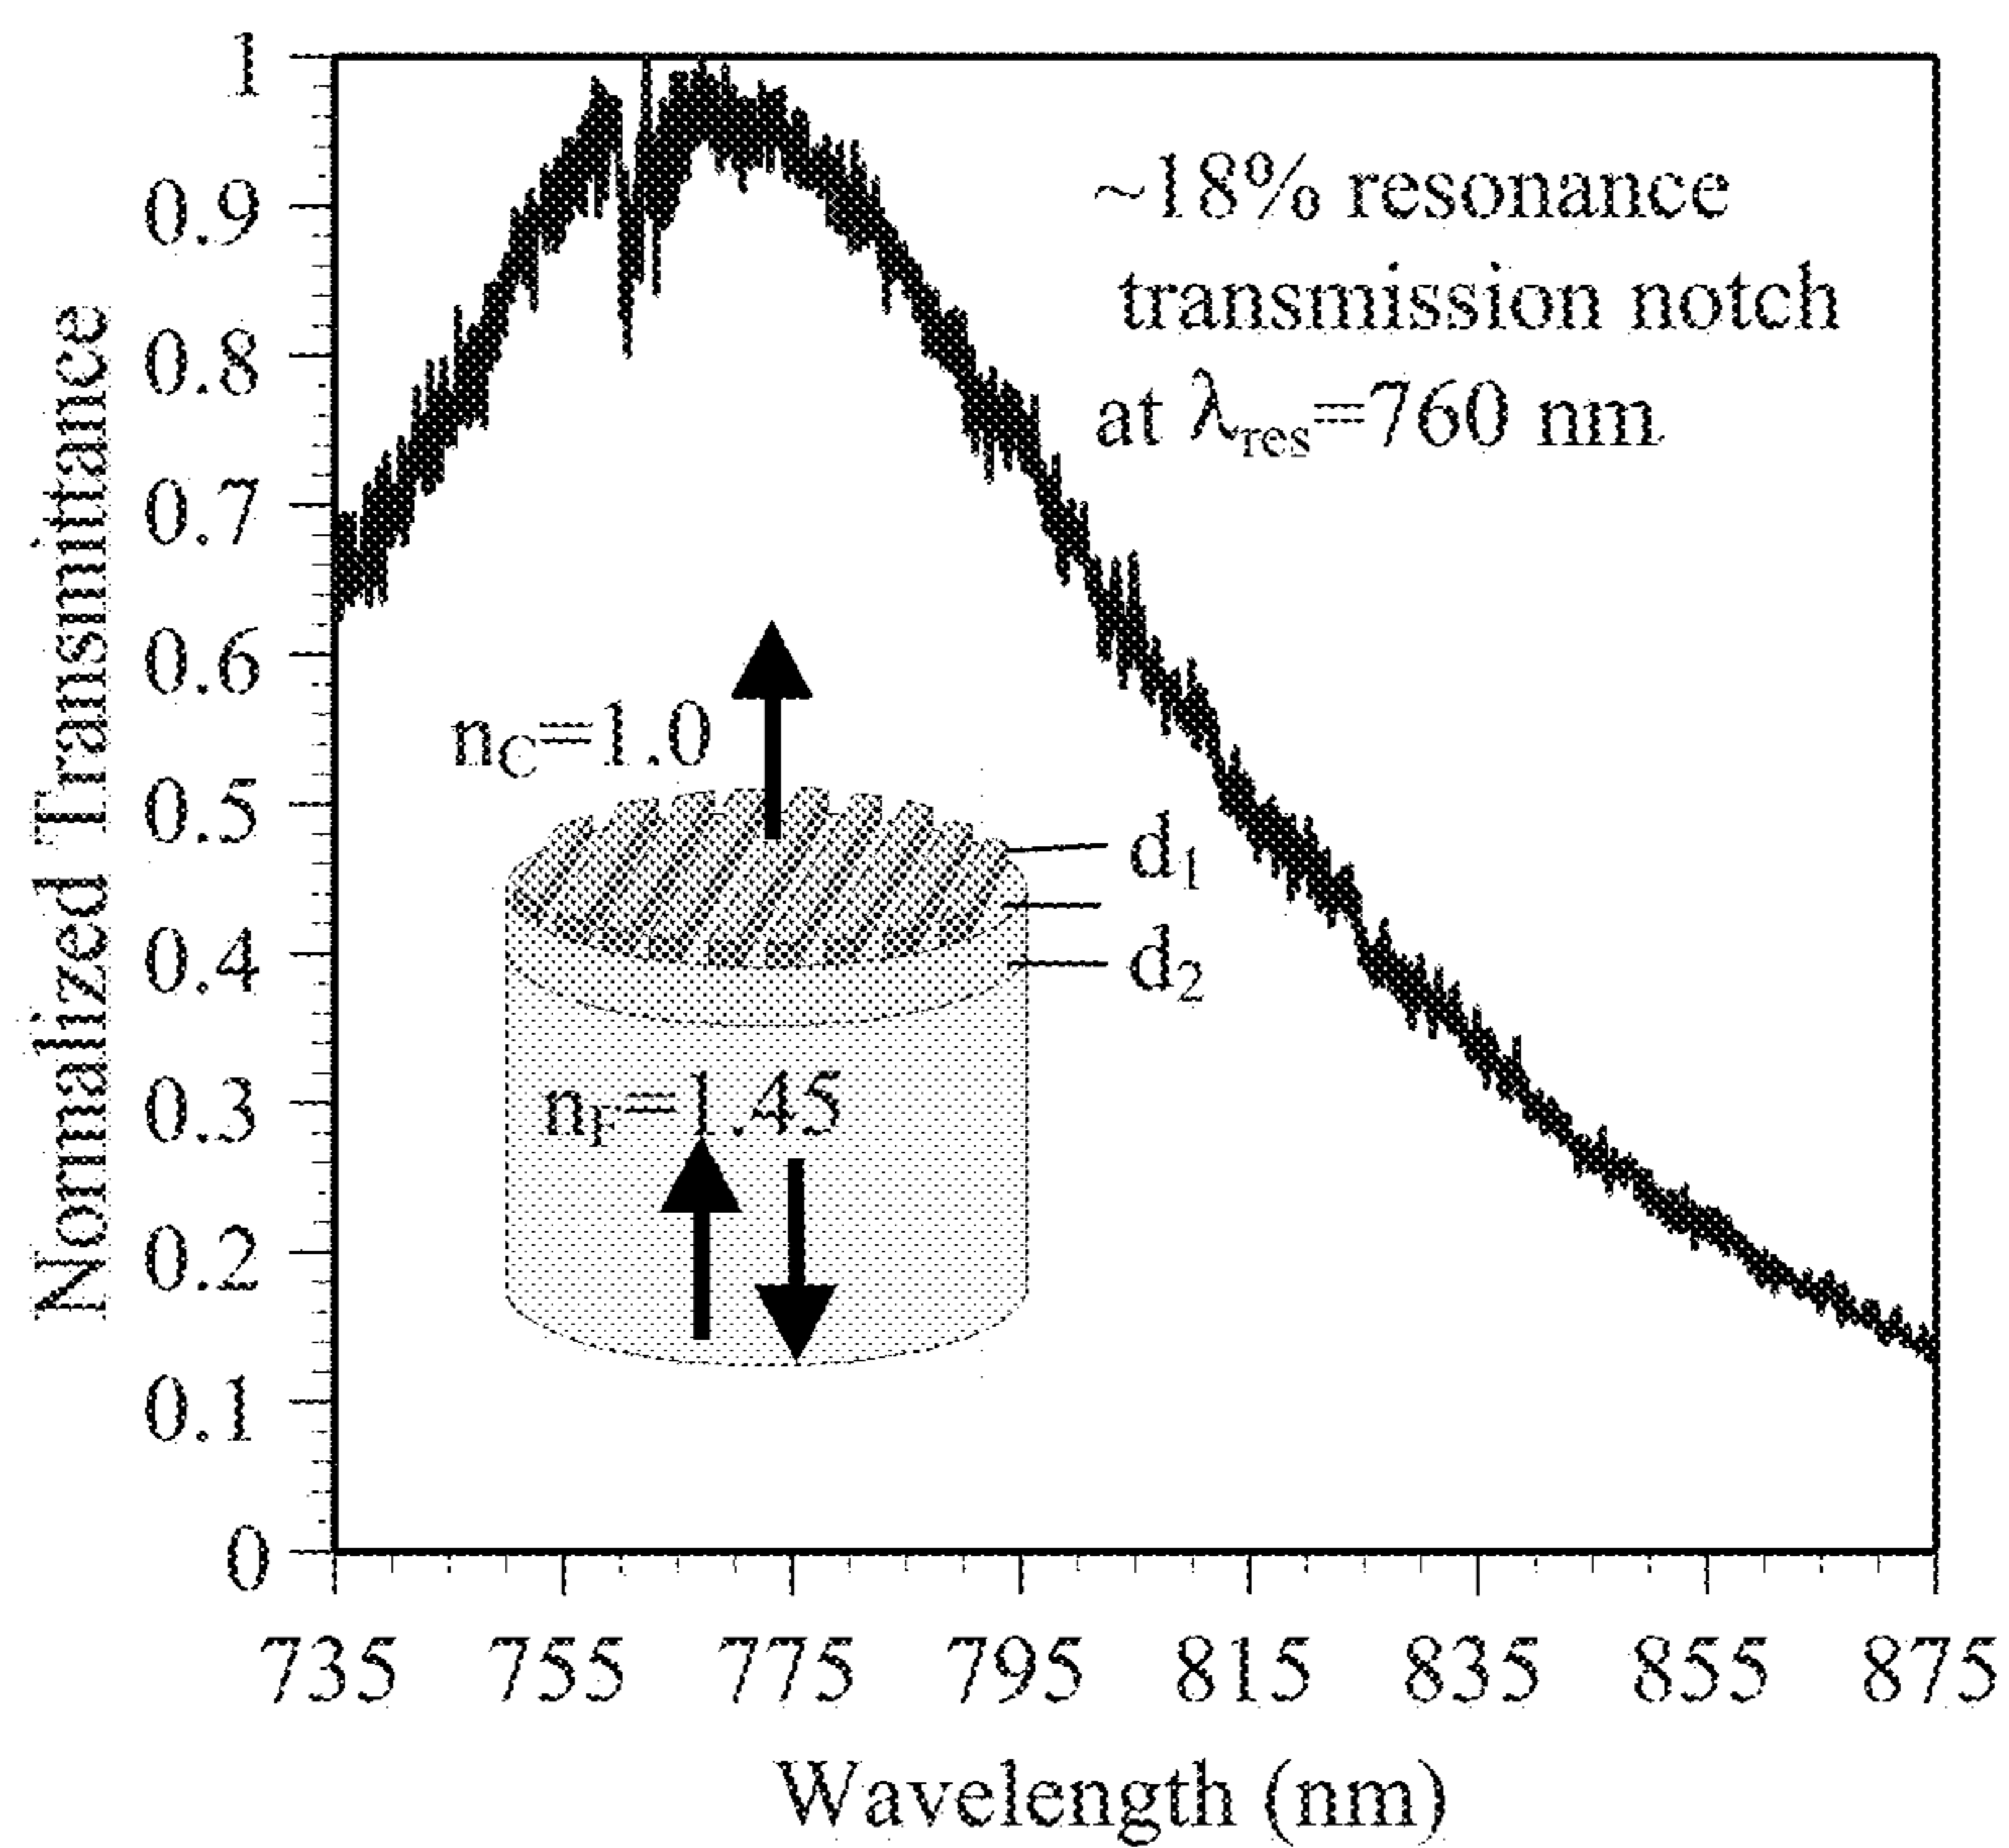 Normalized Transmittance
1
0.9
0.8
0.7
0.6
0.5
0.4
0.3
0.2
0.1
0
~18% resonance
transmission notch
at λres=760 nm
nC=1.0
d1
d2
nF=1.45
735 755 775 795 815 835 855 875
Wavelength (nm)